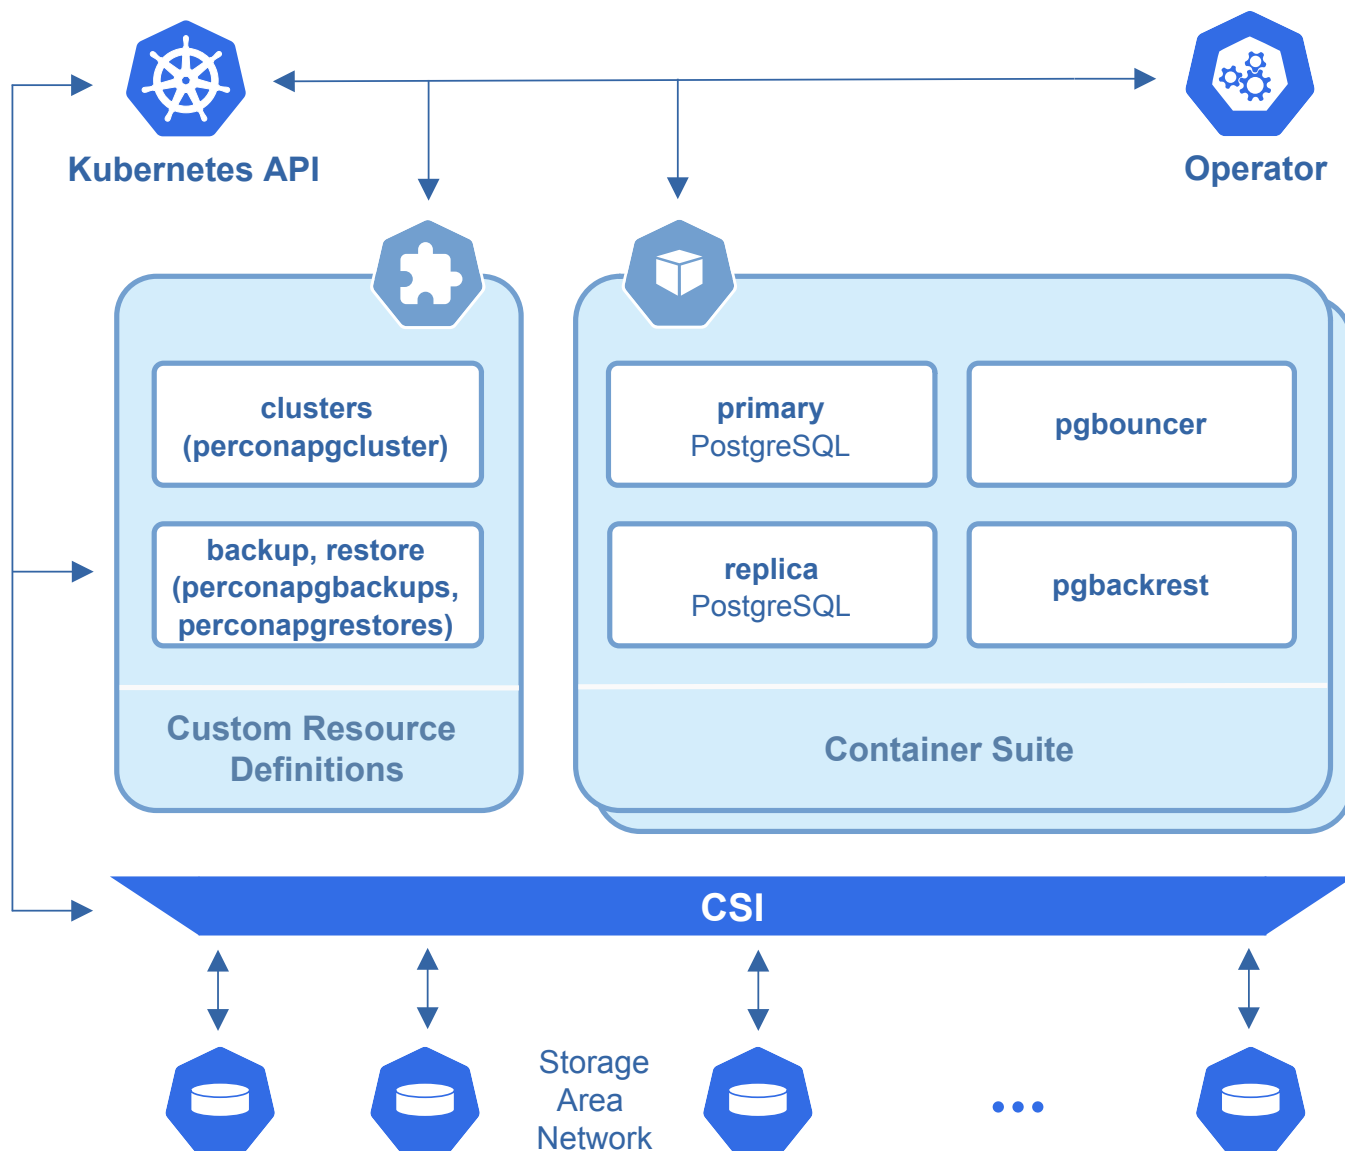 Kubernetes API
Operator
clusters
(perconapgcluster)
backup, restore
(perconapgbackups,
perconapgrestores)
Custom Resource
Definitions
primary
PostgreSQL
pgbouncer
replica
PostgreSQL
pgbackrest
Container Suite
CSI
Storage
Area
Network
...